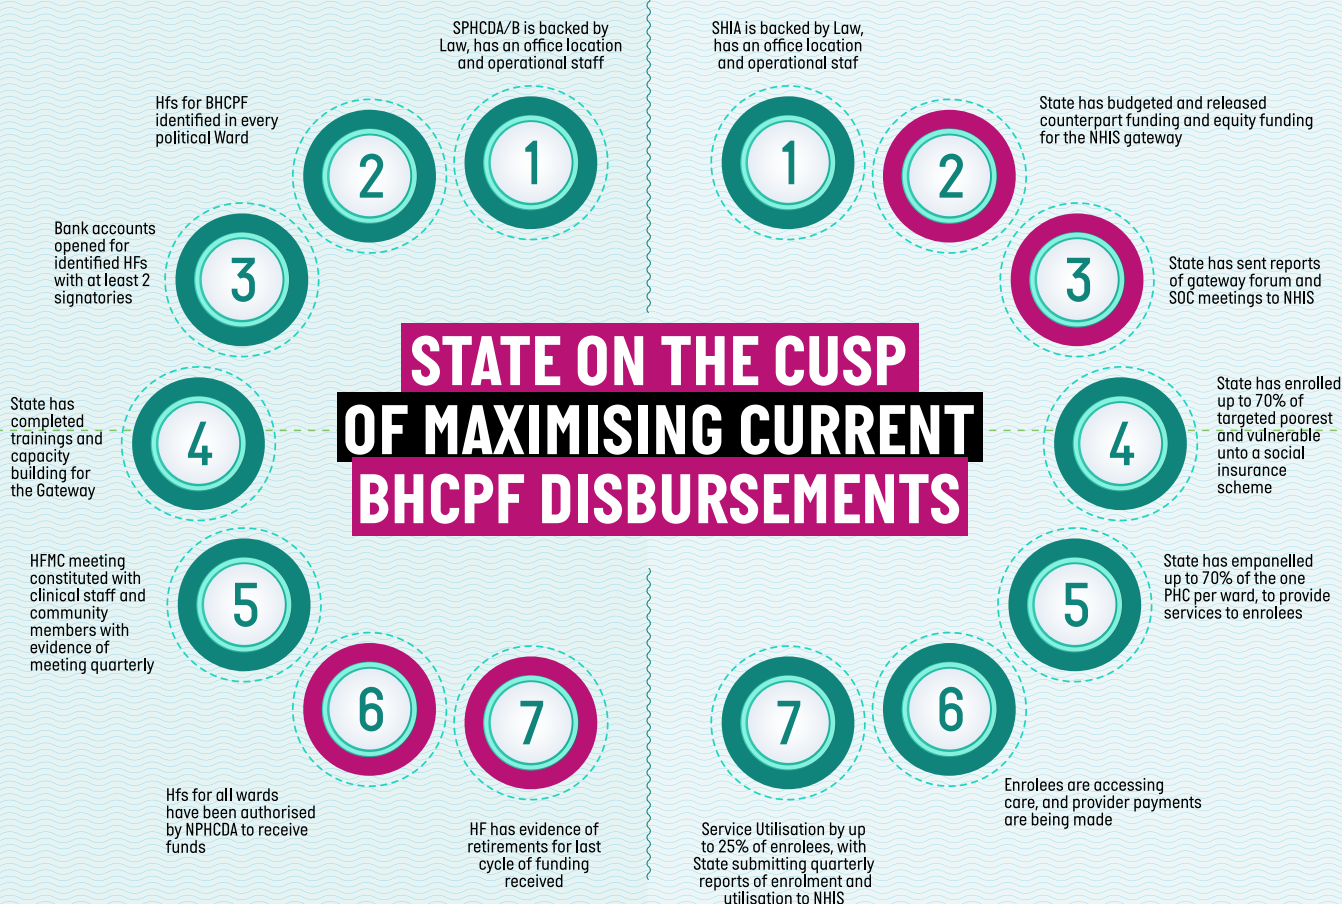 SPHCDA/B is backed by
Law, has an office location
and operational staff
1
Hfs for BHCPF
identified in every
political Ward
2
Bank accounts
opened for
identified HFs
with at least 2
signatories
3
State has
completed
trainings and
capacity
building for
the Gateway
4
HFMC meeting
constituted with
clinical staff and
community
members with
evidence of
meeting quarterly
5
6
Hfs for all wards
have been authorised
by NPHCDA to receive
funds
7
HF has evidence of
retirements for last
cycle of funding
received
STATE ON THE CUSP
OF MAXIMISING CURRENT
BHCPF DISBURSEMENTS
SHIA is backed by Law,
has an office location
and operational staf
1
State has budgeted and released
counterpart funding and equity funding
for the NHIS gateway
2
State has sent reports
of gateway forum and
SOC meetings to NHIS
3
State has enrolled
up to 70% of
targeted poorest
and vulnerable
unto a social
insurance
scheme
4
State has empanelled
up to 70% of the one
PHC per ward, to provide
services to enrolees
5
6
Enrolees are accessing
care, and provider payments
are being made
7
Service Utilisation by up
to 25% of enrolees, with
State submitting quarterly
reports of enrolment and
utilisation to NHIS